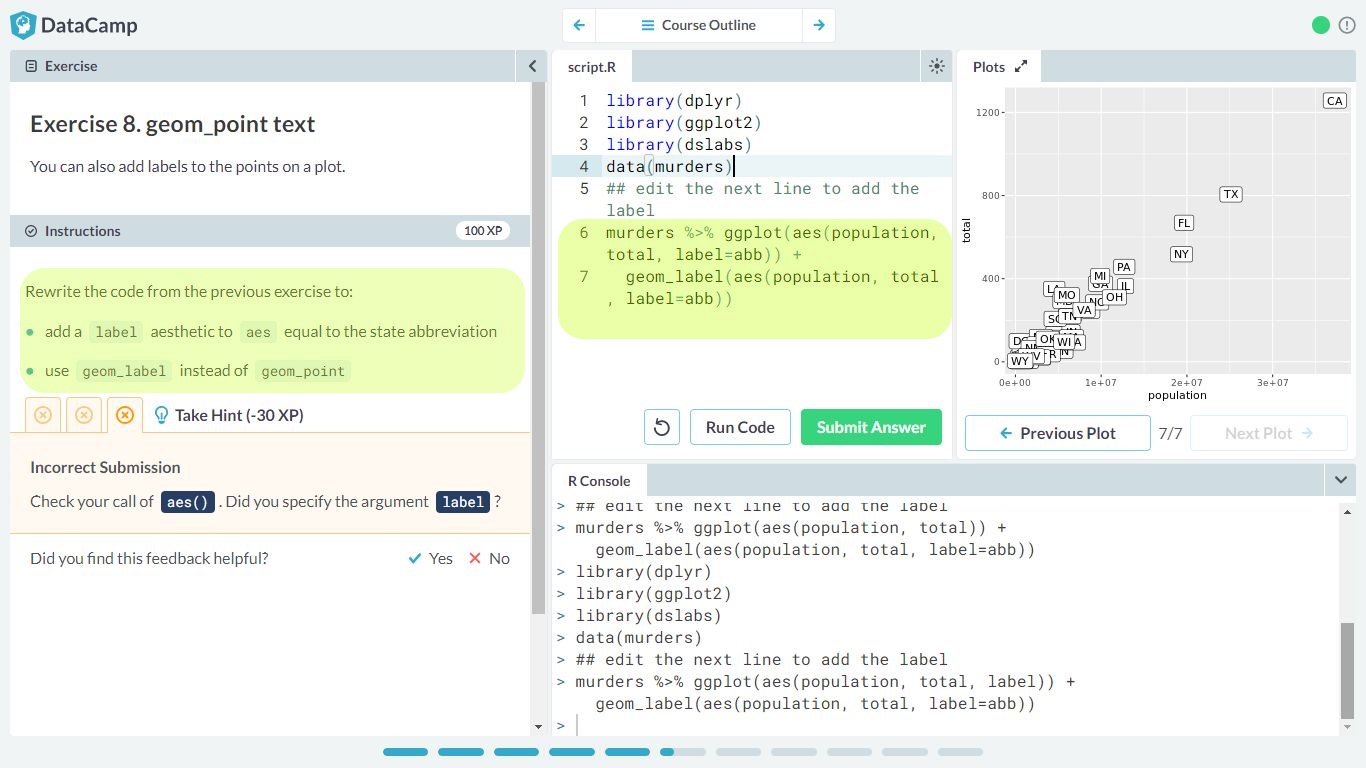 DataCamp
Course Outline
Exercise
Exercise 8. geom_point text
You can also add labels to the points on a plot.
Instructions
100 XP
Rewrite the code from the previous exercise to:
add a label aesthetic to aes equal to the state abbreviation
use geom_label instead of geom_point
Take Hint (-30 XP)
Incorrect Submission
Check your call of aes() . Did you specify the argument label ?
Did you find this feedback helpful?
Yes
No
script.R
1 library(dplyr)
2 library(ggplot2)
3 library(dslabs)
4 data(murders)
5 ## edit the next line to add the
label
6 murders %>% ggplot(aes(population,
total, label=abb)) +
7 geom_label(aes(population, total
, label=abb))
Run Code
Submit Answer
Plots
CA
TX
FL
NY
PA
MI
IL
MO
OH
VA
WI
WY
1200
800
400
0
total
0e+00
1e+07
2e+07
3e+07
population
Previous Plot
7/7
Next Plot
R Console
> ## edit the next line to add the label
> murders %>% ggplot(aes(population, total)) +
geom_label(aes(population, total, label=abb))
> library(dplyr)
> library(ggplot2)
> library(dslabs)
> data(murders)
> ## edit the next line to add the label
> murders %>% ggplot(aes(population, total, label)) +
geom_label(aes(population, total, label=abb))
>